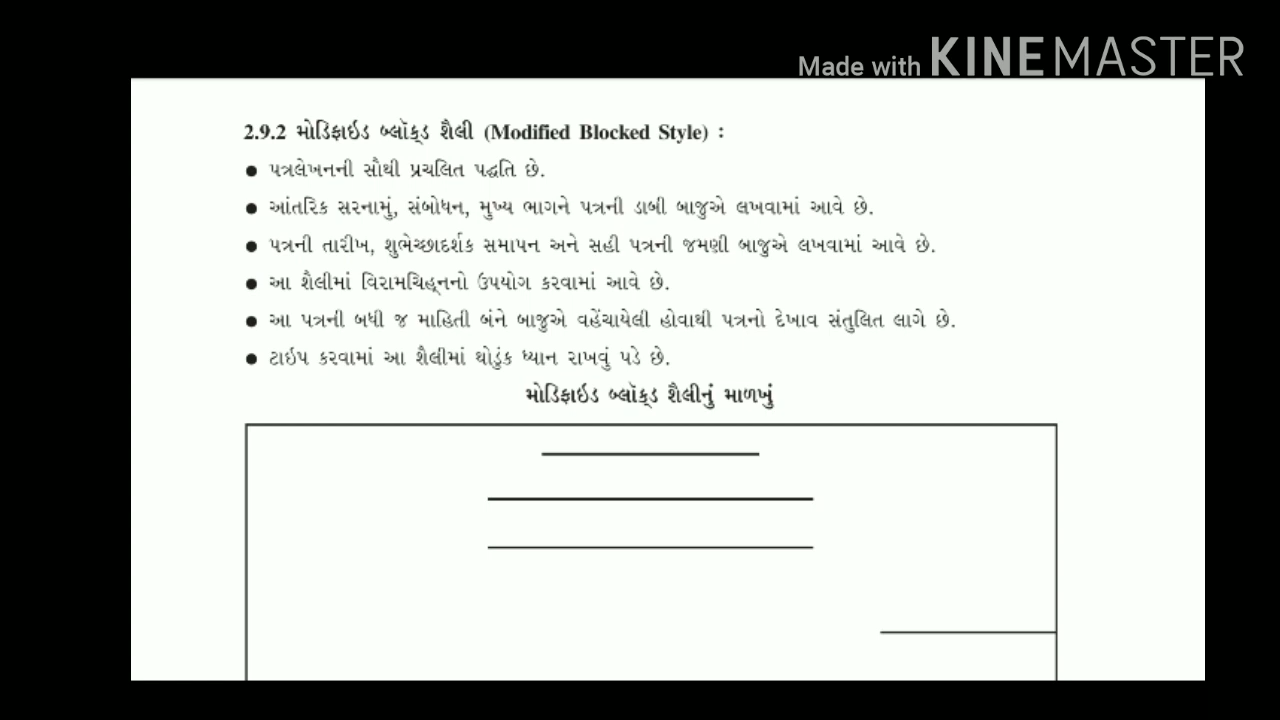 Made with KINEMASTER
2.9.2 મોડિફાઇડ બ્લૉક્ડ શૈલી (Modified Blocked Style) :
● પત્રલેખનની સૌથી પ્રચલિત પદ્ધતિ છે.
● આંતરિક સરનામું, સંબોધન, મુખ્ય ભાગને પત્રની ડાબી બાજુએ લખવામાં આવે છે.
● પત્રની તારીખ, શુભેચ્છાદર્શક સમાપન અને સહી પત્રની જમણી બાજુએ લખવામાં આવે છે.
● આ શૈલીમાં વિરામચિહ્નનો ઉપયોગ કરવામાં આવે છે.
● આ પત્રની બધી જ માહિતી બંને બાજુએ વહેંચાયેલી હોવાથી પત્રનો દેખાવ સંતુલિત લાગે છે.
● ટાઇપ કરવામાં આ શૈલીમાં થોડુંક ધ્યાન રાખવું પડે છે.
મોડિફાઇડ બ્લૉક્ડ શૈલીનું માળખું